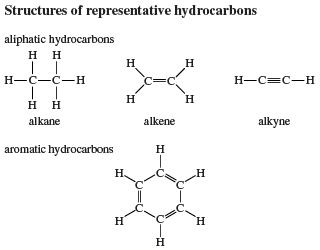 Structures of representative hydrocarbons
aliphatic hydrocarbons
H H
H—C—C—H
H H
alkane
H H
C=C
H H
alkene
H—C≡C—H
alkyne
aromatic hydrocarbons
H
H C H
C C
C C
H C H
H